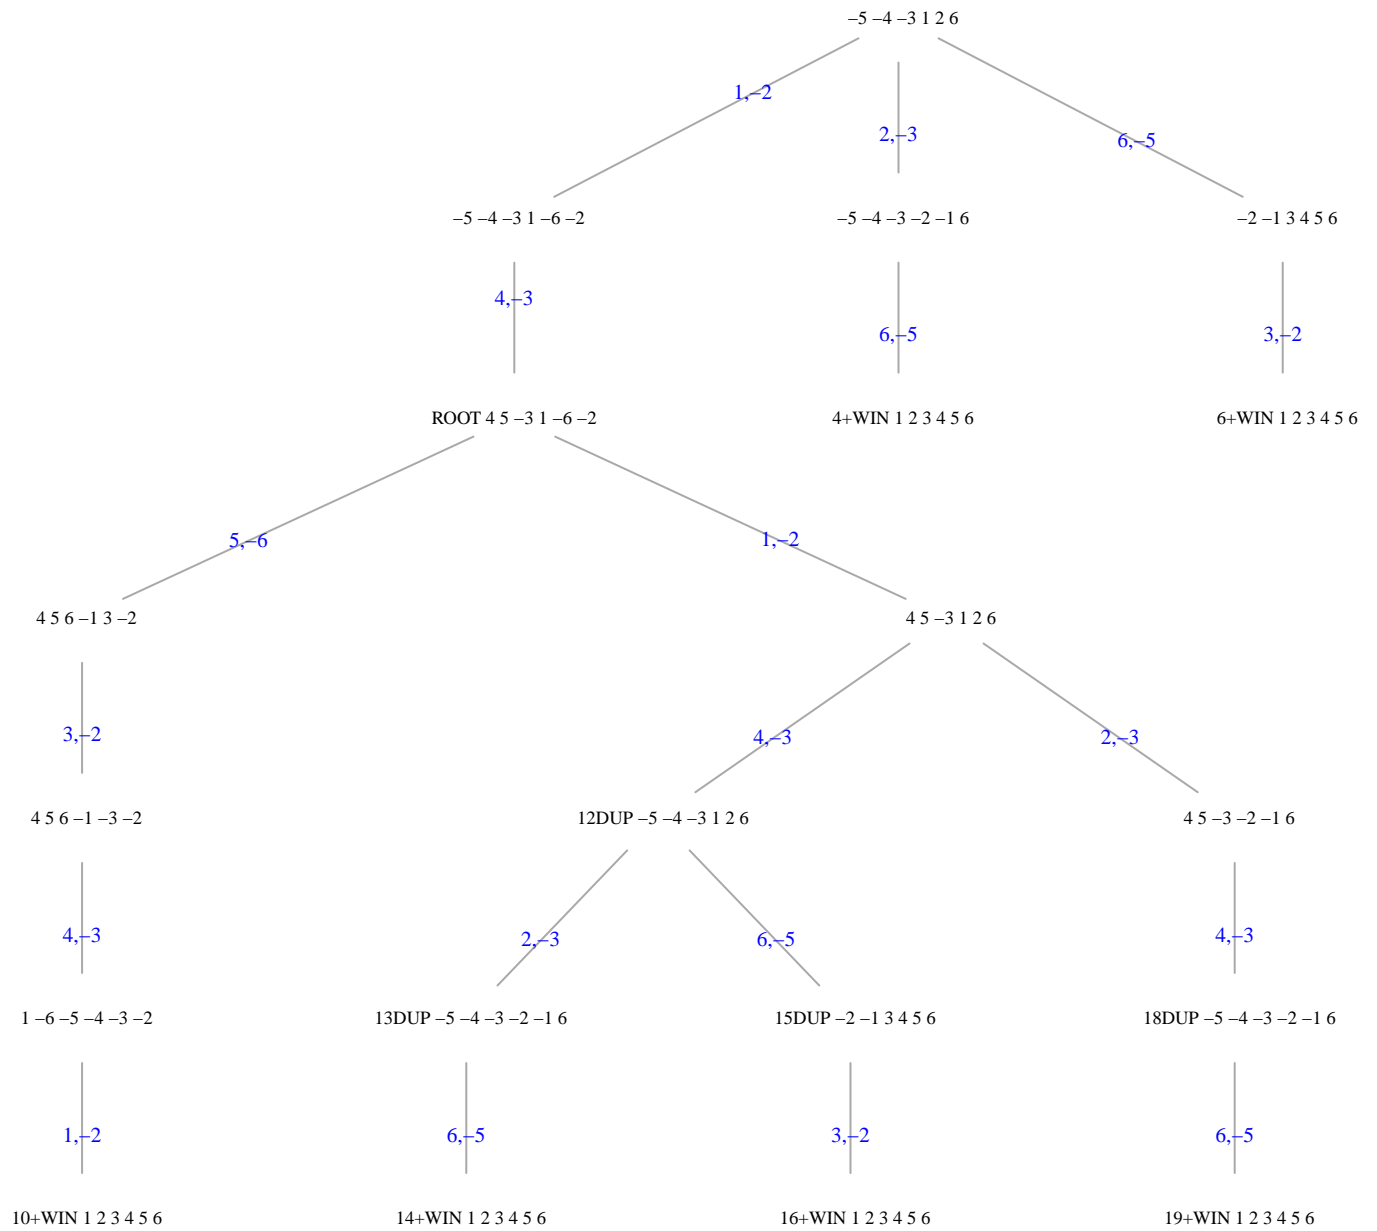 –5 –4 –3 1 2 6
1,–2
2,–3
6,–5
–5 –4 –3 1 –6 –2
–5 –4 –3 –2 –1 6
–2 –1 3 4 5 6
4,–3
6,–5
3,–2
ROOT 4 5 –3 1 –6 –2
4+WIN 1 2 3 4 5 6
6+WIN 1 2 3 4 5 6
5,–6
1,–2
4 5 6 –1 3 –2
4 5 –3 1 2 6
3,–2
4,–3
2,–3
4 5 6 –1 –3 –2
12DUP –5 –4 –3 1 2 6
4 5 –3 –2 –1 6
4,–3
2,–3
6,–5
4,–3
1 –6 –5 –4 –3 –2
13DUP –5 –4 –3 –2 –1 6
15DUP –2 –1 3 4 5 6
18DUP –5 –4 –3 –2 –1 6
1,–2
6,–5
3,–2
6,–5
10+WIN 1 2 3 4 5 6
14+WIN 1 2 3 4 5 6
16+WIN 1 2 3 4 5 6
19+WIN 1 2 3 4 5 6